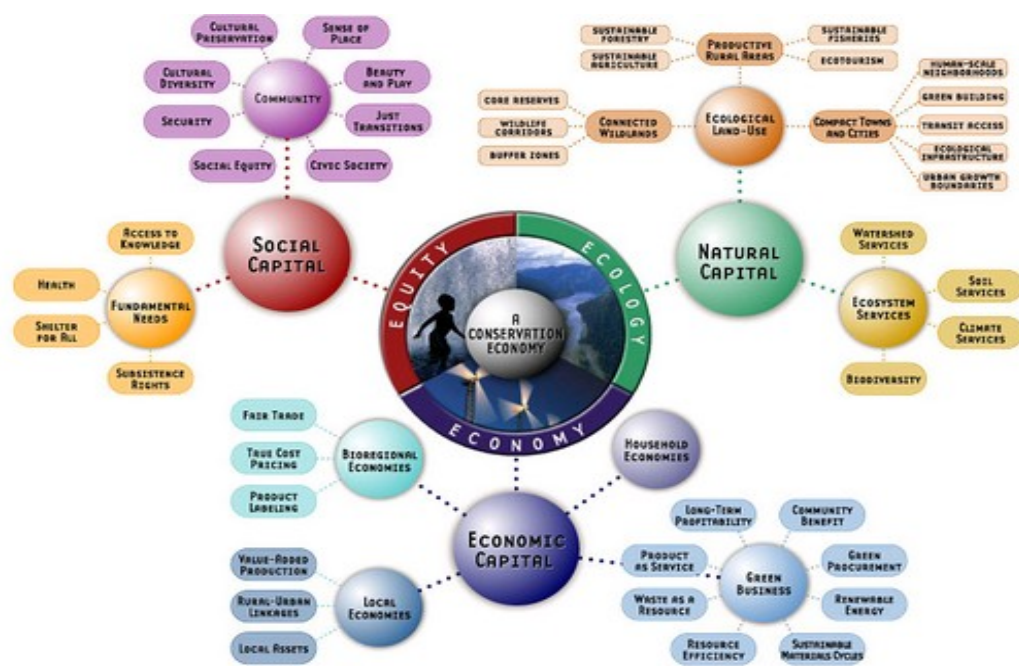 CULTURAL
PRESERVATION
SENSE OF
PLACE
CULTURAL
DIVERSITY
COMMUNITY
BEAUTY
AND PLAY
SECURITY
JUST
TRANSITIONS
SOCIAL EQUITY
CIVIC SOCIETY
SUSTAINABLE
FORESTRY
SUSTAINABLE
AGRICULTURE
PRODUCTIVE
RURAL AREAS
SUSTAINABLE
FISHERIES
ECOTOURISM
CORE RESERVES
WILDLIFE
CORRIDORS
BUFFER ZONES
CONNECTED
WILDLANDS
ECOLOGICAL
LAND-USE
COMPACT TOWNS
AND CITIES
HUMAN-SCALE
NEIGHBORHOODS
GREEN BUILDING
TRANSIT ACCESS
ECOLOGICAL
INFRASTRUCTURE
URBAN GROWTH
BOUNDARIES
ACCESS TO
KNOWLEDGE
HEALTH
FUNDAMENTAL
NEEDS
SHELTER
FOR ALL
SUBSISTENCE
RIGHTS
SOCIAL
CAPITAL
EQUITY
ECOLOGY
ECONOMY
A
CONSERVATION
ECONOMY
NATURAL
CAPITAL
WATERSHED
SERVICES
SOIL
SERVICES
ECOSYSTEM
SERVICES
CLIMATE
SERVICES
BIODIVERSITY
FAIR TRADE
TRUE COST
PRICING
PRODUCT
LABELING
BIOREGIONAL
ECONOMIES
HOUSEHOLD
ECONOMIES
ECONOMIC
CAPITAL
VALUE-ADDED
PRODUCTION
RURAL-URBAN
LINKAGES
LOCAL ASSETS
LOCAL
ECONOMIES
LONG-TERM
PROFITABILITY
COMMUNITY
BENEFIT
PRODUCT
AS SERVICE
GREEN
PROCUREMENT
GREEN
BUSINESS
WASTE AS A
RESOURCE
RENEWABLE
ENERGY
RESOURCE
EFFICIENCY
SUSTAINABLE
MATERIALS CYCLES